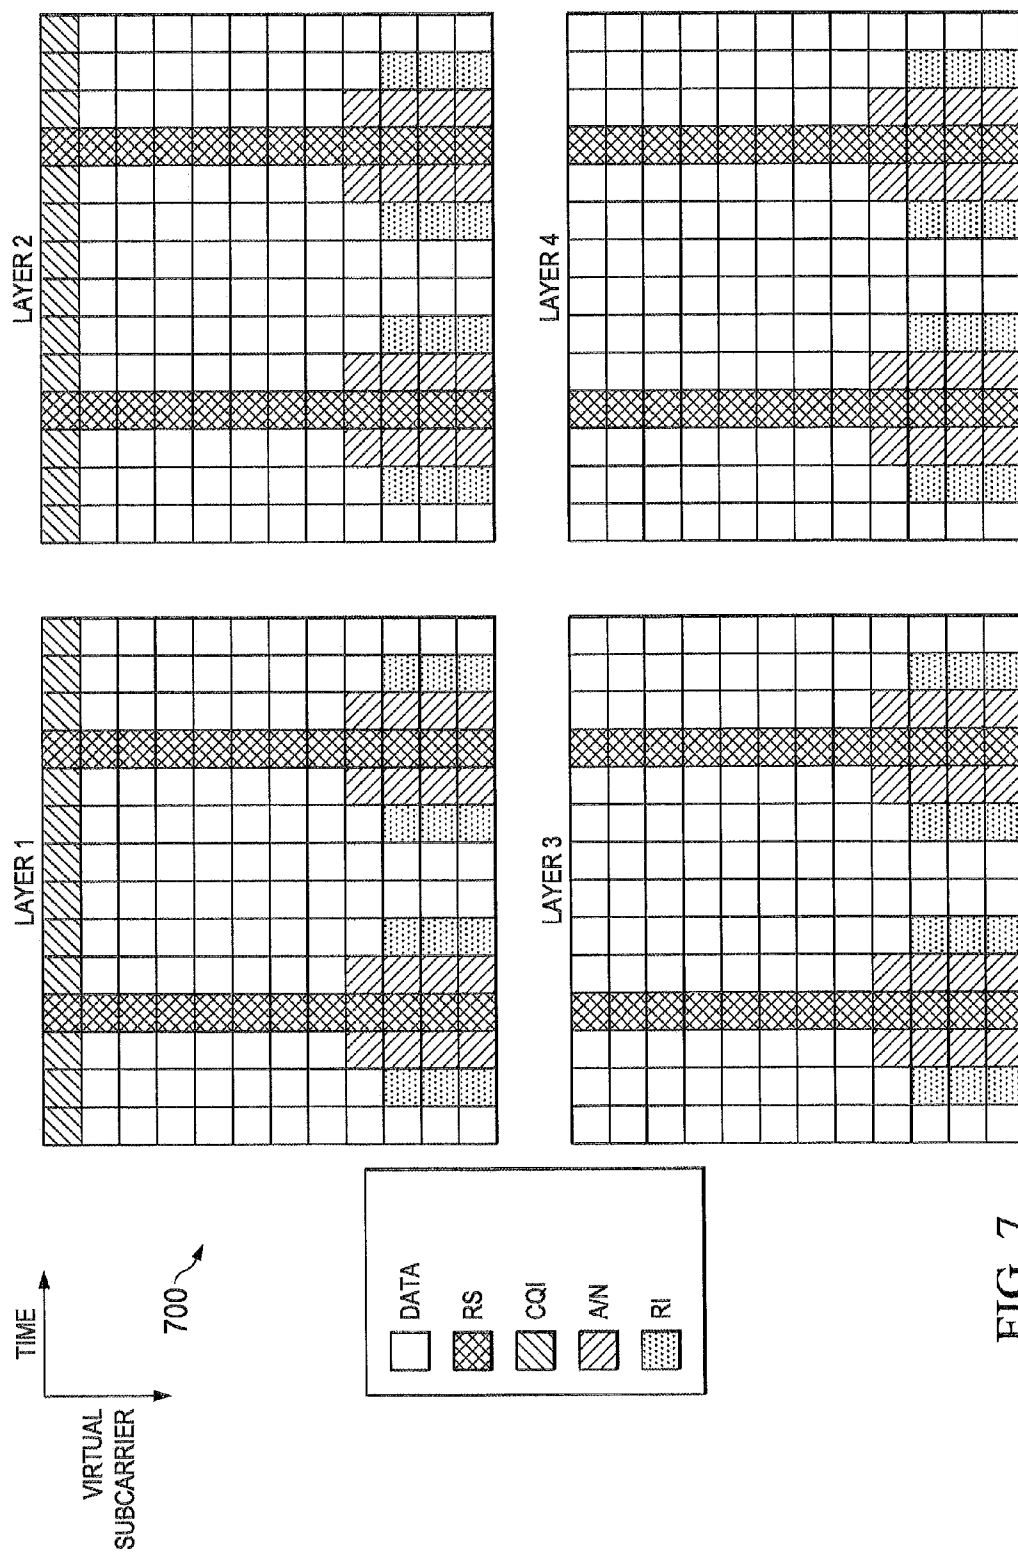 TIME
VIRTUAL
SUBCARRIER
700
DATA
RS
CQI
A/N
RI
LAYER 1
LAYER 2
LAYER 3
LAYER 4
FIG. 7